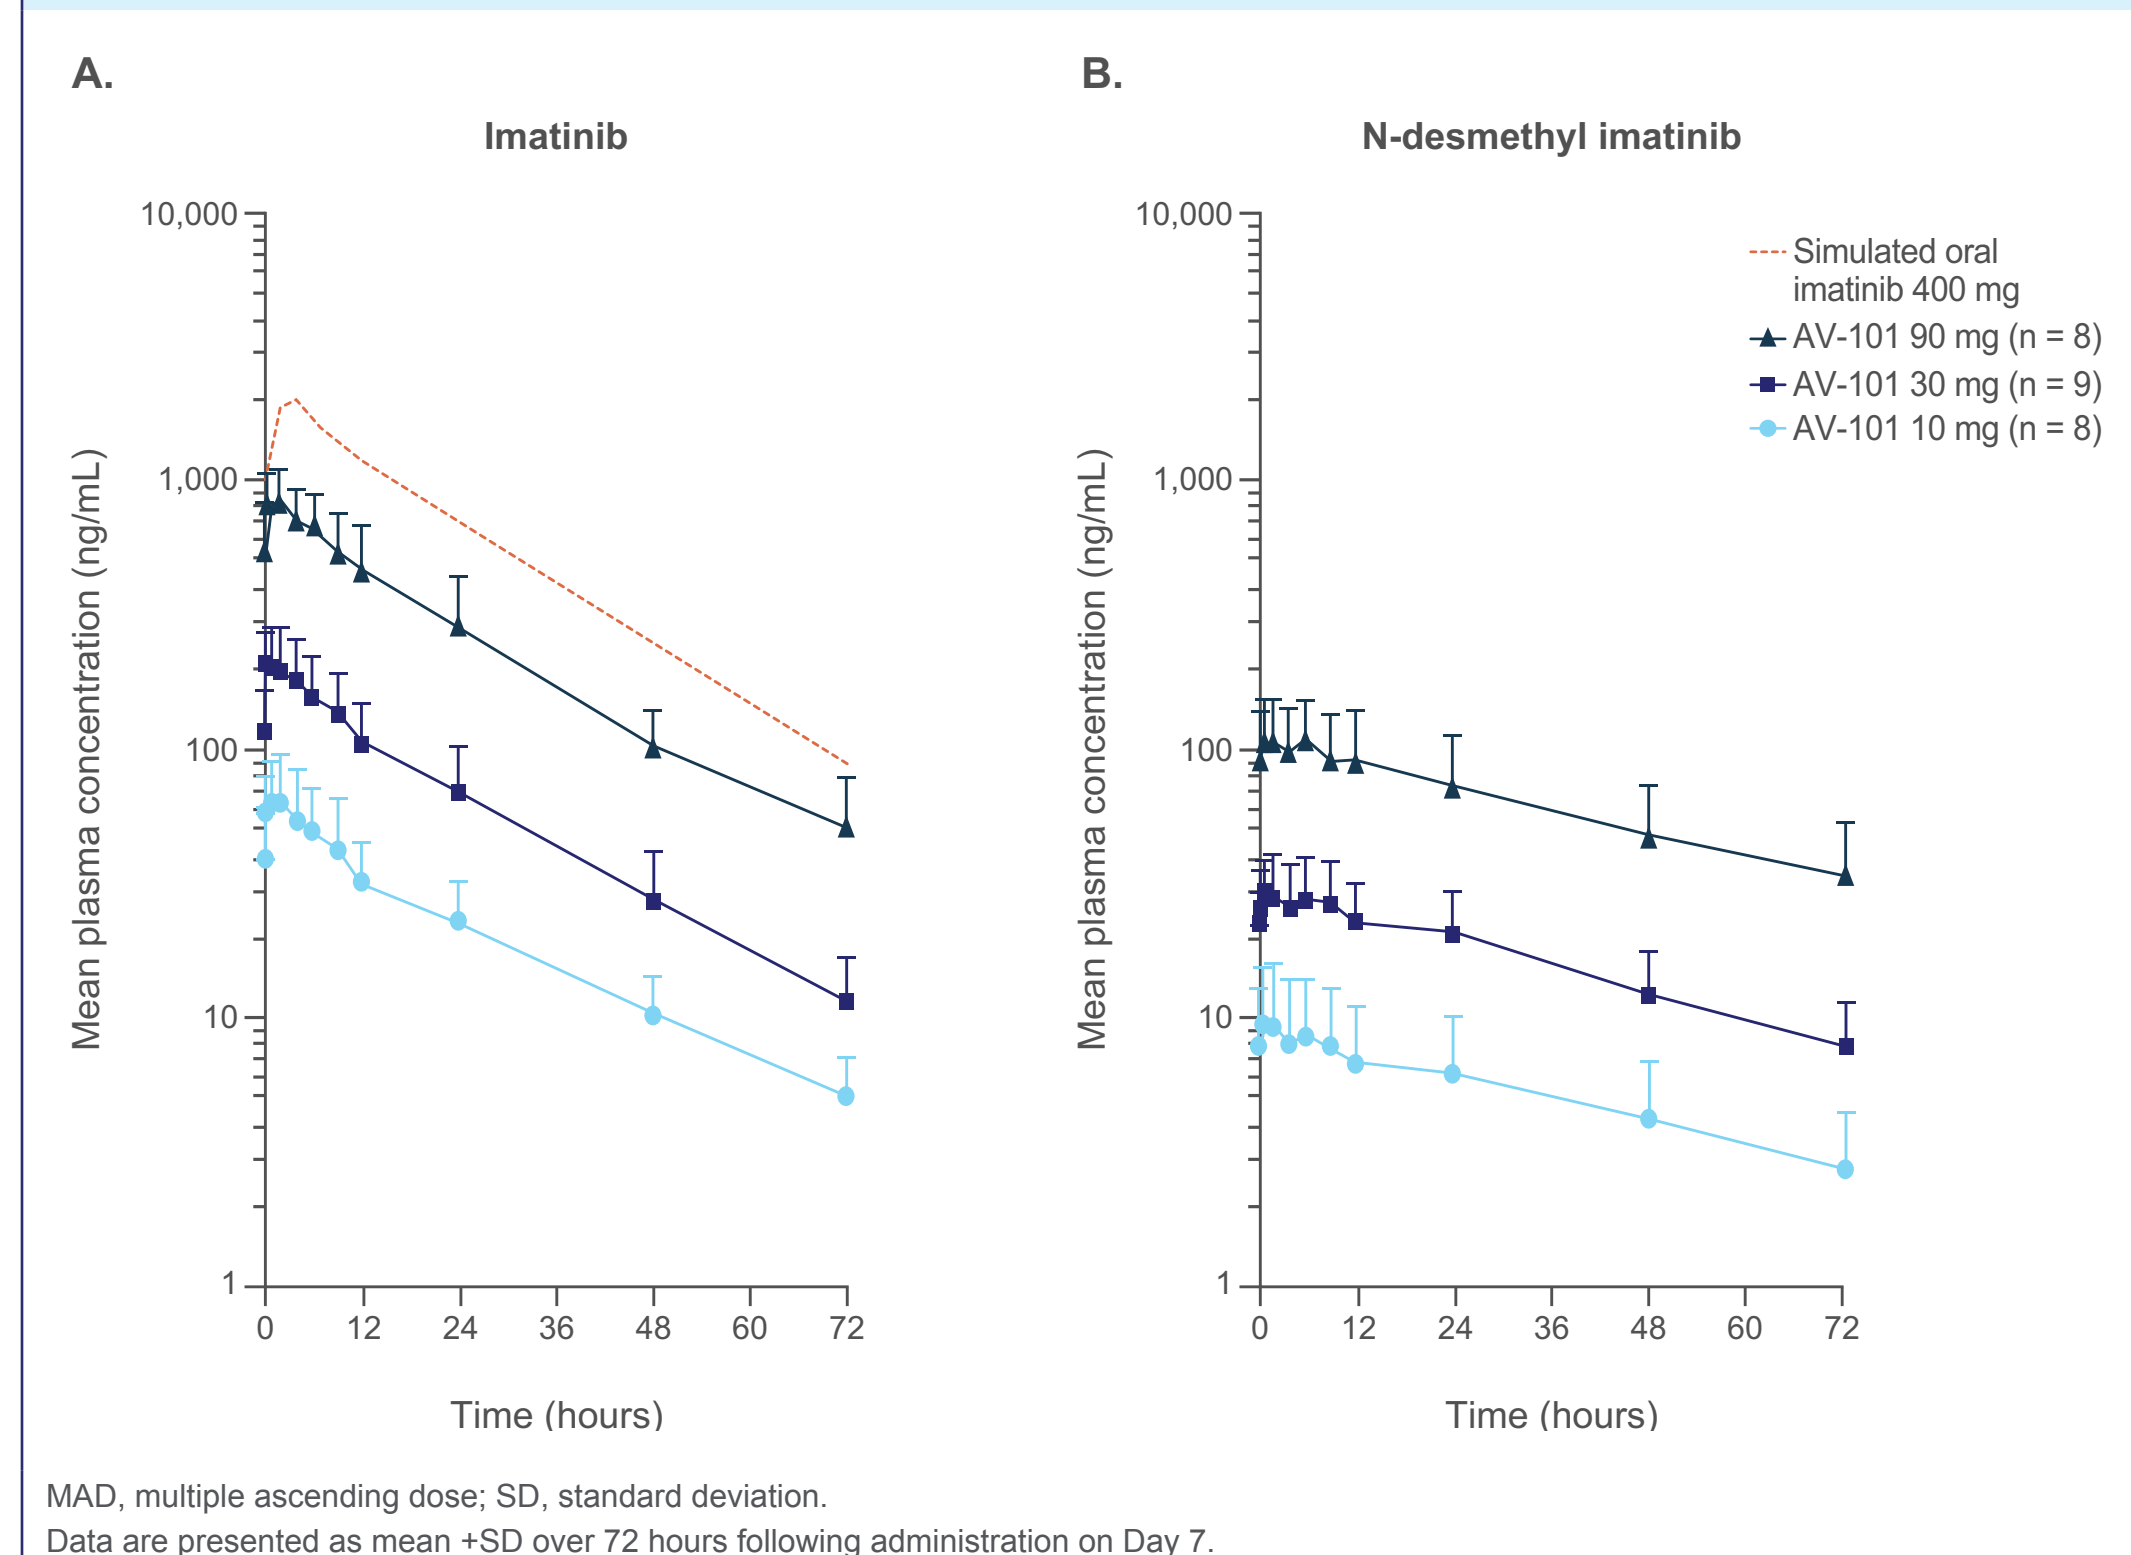 A.
Imatinib
10,000
1,000
100
10
1
0 12 24 36 48 60 72
Mean plasma concentration (ng/mL)
Time (hours)
B.
N-desmethyl imatinib
10,000
1,000
100
10
1
0 12 24 36 48 60 72
Mean plasma concentration (ng/mL)
Time (hours)
Simulated oral
imatinib 400 mg
AV-101 90 mg (n = 8)
AV-101 30 mg (n = 9)
AV-101 10 mg (n = 8)
MAD, multiple ascending dose; SD, standard deviation.
Data are presented as mean +SD over 72 hours following administration on Day 7.